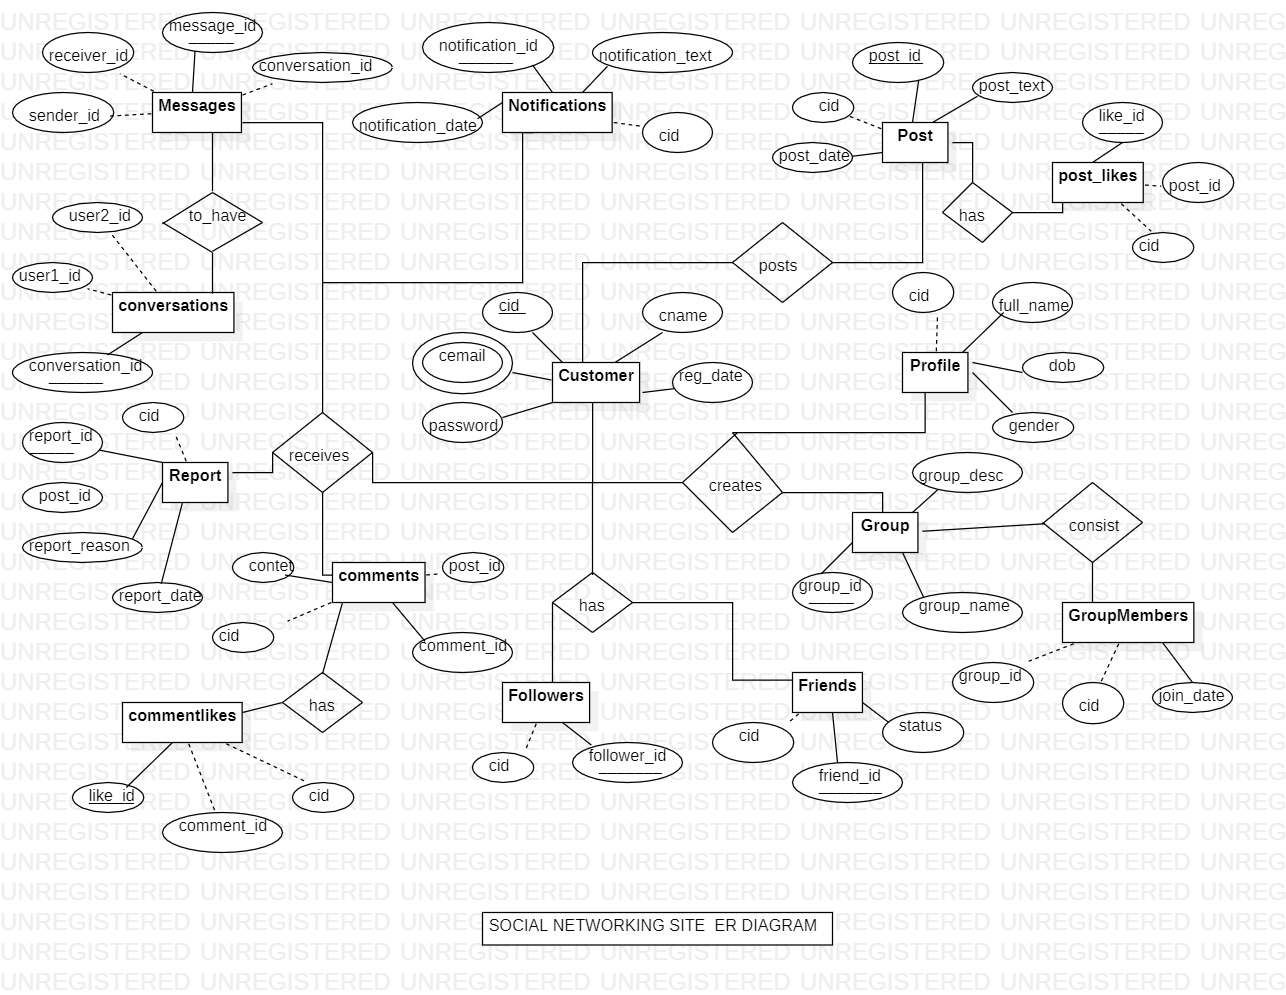 message_id
receiver_id
conversation_id
Messages
sender_id
notification_id
notification_text
Notifications
notification_date
cid
post_id
post_text
cid
Post
post_date
like_id
post_likes
post_id
has
cid
to_have
user2_id
user1_id
conversations
conversation_id
posts
cid
full_name
Profile
dob
gender
cid
cname
cemail
Customer
reg_date
password
cid
report_id
Report
post_id
report_reason
report_date
receives
creates
group_desc
Group
consist
group_id
group_name
GroupMembers
group_id
cid
join_date
contet
comments
post_id
cid
comment_id
has
has
commentlikes
like_id
comment_id
cid
Followers
cid
follower_id
Friends
cid
status
friend_id
SOCIAL NETWORKING SITE  ER DIAGRAM
UNREGISTERED